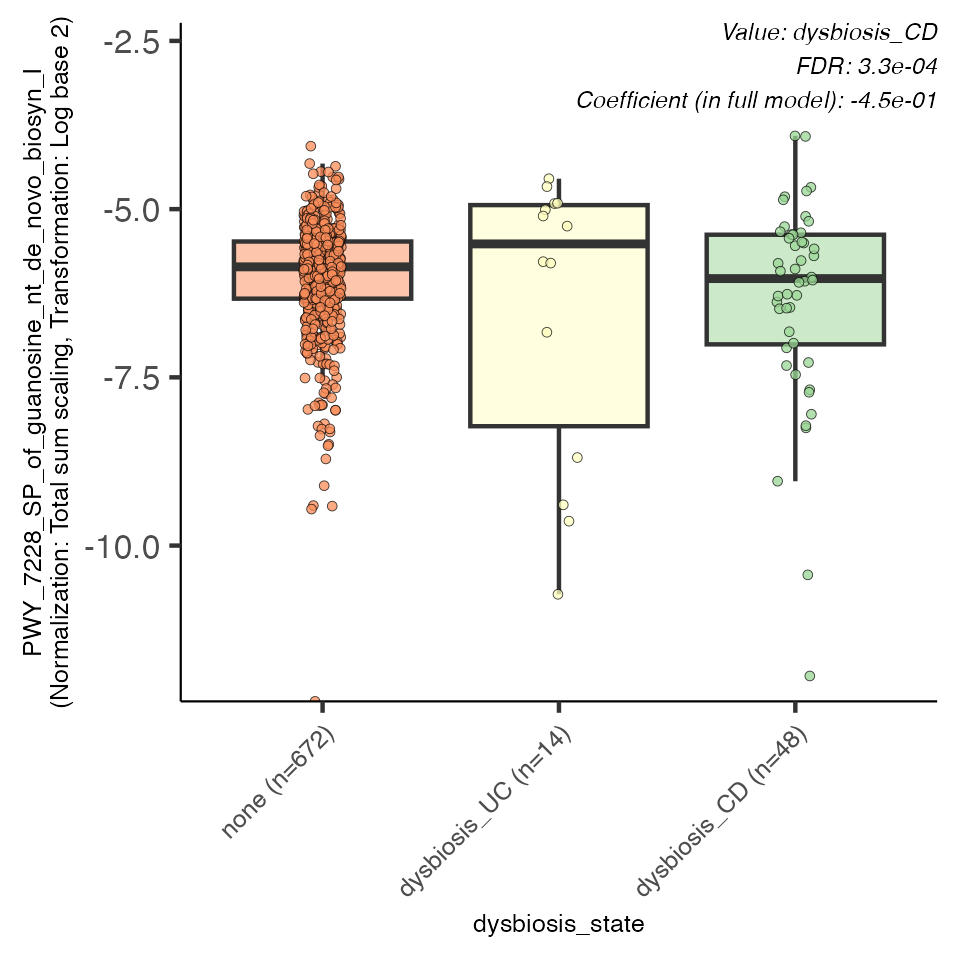 Value: dysbiosis_CD
FDR: 3.3e-04
Coefficient (in full model): -4.5e-01
PWY_7228_SP_of_guanosine_nt_de_novo_biosyn_I
(Normalization: Total sum scaling, Transformation: Log base 2)
-2.5
-5.0
-7.5
-10.0
none (n=672)
dysbiosis_UC (n=14)
dysbiosis_CD (n=48)
dysbiosis_state